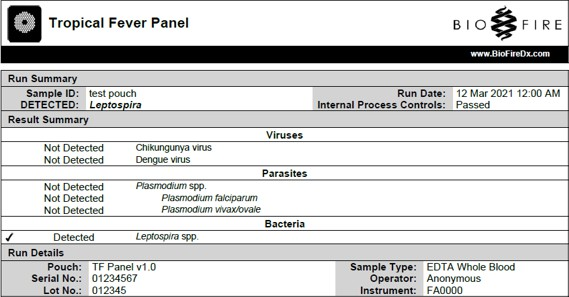 Tropical Fever Panel
BIO FIRE
www.BioFireDx.com
Run Summary
Sample ID: test pouch Run Date: 12 Mar 2021 12:00 AM
DETECTED: Leptospira Internal Process Controls: Passed
Result Summary
Viruses
Not Detected Chikungunya virus
Not Detected Dengue virus
Parasites
Not Detected Plasmodium spp.
Not Detected Plasmodium falciparum
Not Detected Plasmodium vivax/ovale
Bacteria
✓ Detected Leptospira spp.
Run Details
Pouch: TF Panel v1.0 Sample Type: EDTA Whole Blood
Serial No.: 01234567 Operator: Anonymous
Lot No.: 012345 Instrument: FA0000